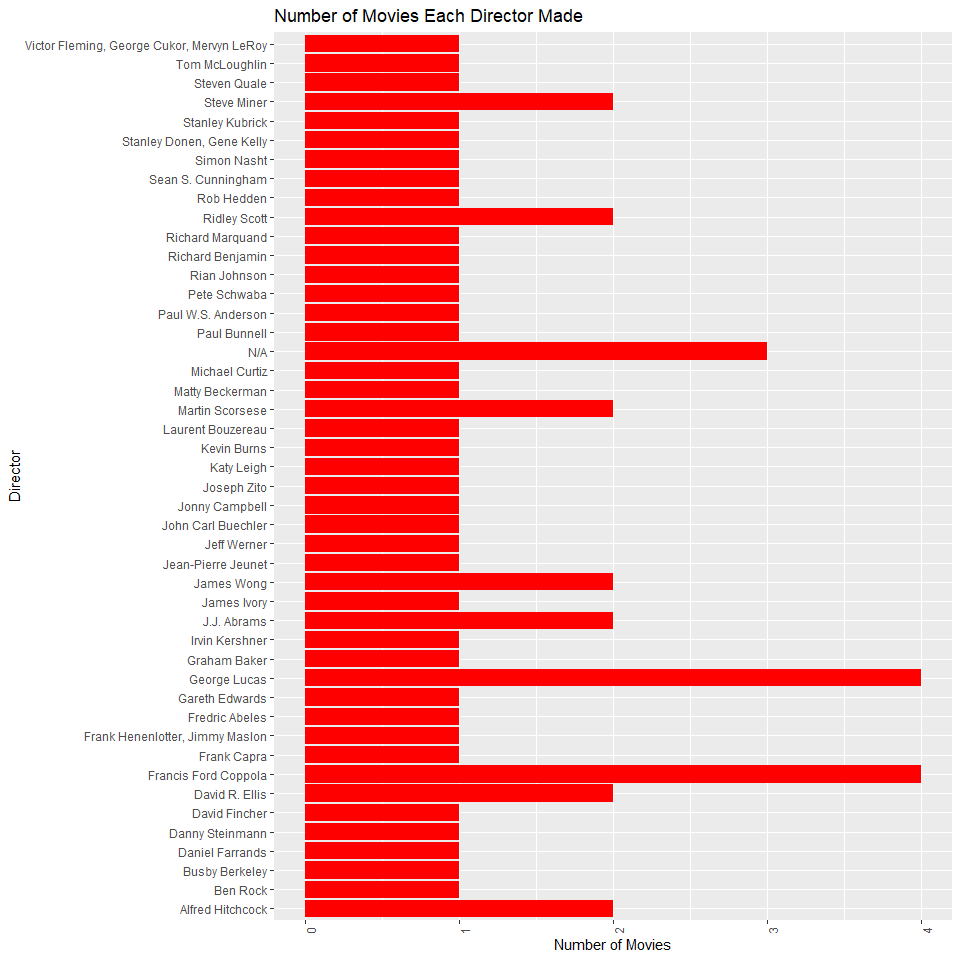 Number of Movies Each Director Made
Victor Fleming, George Cukor, Mervyn LeRoy
Tom McLoughlin
Steven Quale
Steve Miner
Stanley Kubrick
Stanley Donen, Gene Kelly
Simon Nasht
Sean S. Cunningham
Rob Hedden
Ridley Scott
Richard Marquand
Richard Benjamin
Rian Johnson
Pete Schwaba
Paul W.S. Anderson
Paul Bunnell
N/A
Michael Curtiz
Matty Beckerman
Martin Scorsese
Laurent Bouzereau
Kevin Burns
Katy Leigh
Joseph Zito
Jonny Campbell
John Carl Buechler
Jeff Werner
Jean-Pierre Jeunet
James Wong
James Ivory
J.J. Abrams
Irvin Kershner
Graham Baker
George Lucas
Gareth Edwards
Fredric Abeles
Frank Henenlotter, Jimmy Maslon
Frank Capra
Francis Ford Coppola
David R. Ellis
David Fincher
Danny Steinmann
Daniel Farrands
Busby Berkeley
Ben Rock
Alfred Hitchcock
Director
0 1 2 3 4
Number of Movies